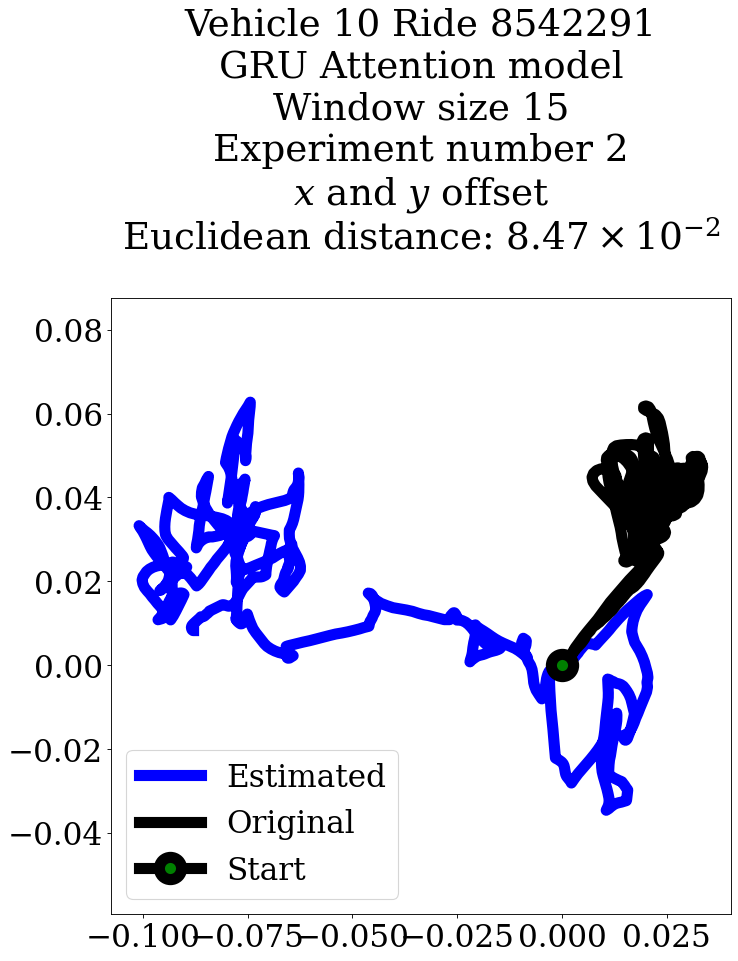 Vehicle 10 Ride 8542291
GRU Attention model
Window size 15
Experiment number 2
x and y offset
Euclidean distance: 8.47 × 10⁻²
0.08
0.06
0.04
0.02
0.00
−0.02
−0.04
Estimated
Original
Start
−0.100 −0.075 −0.050 −0.025 0.000 0.025